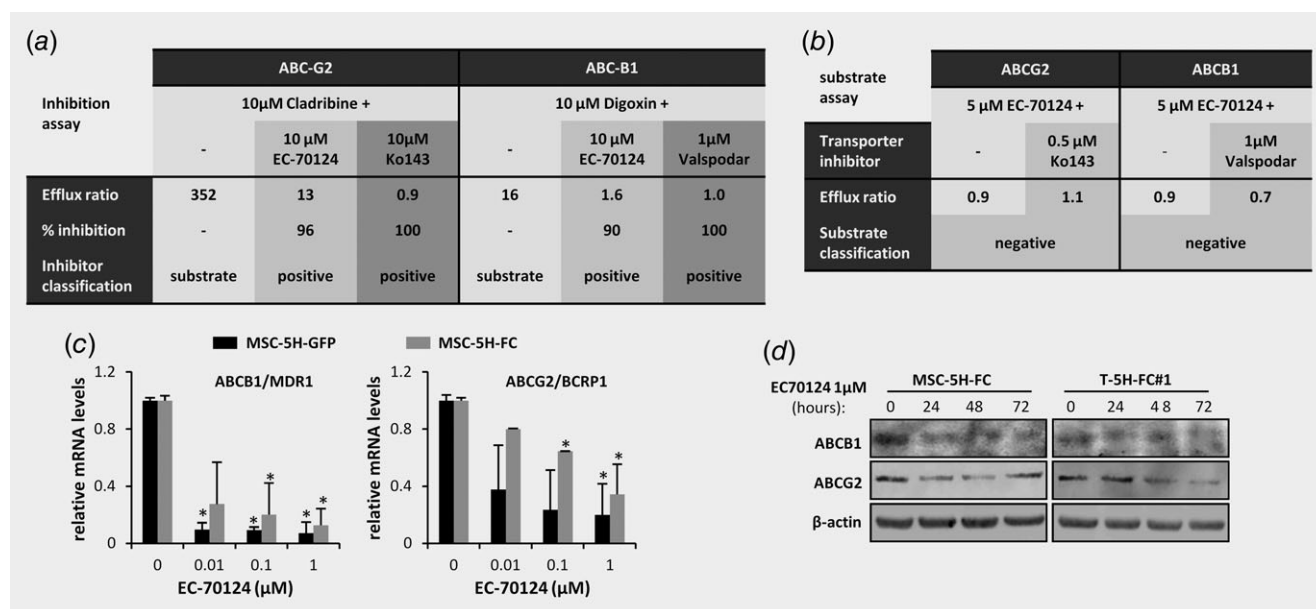 (a)
ABC-G2 ABC-B1
Inhibition assay
10µM Cladribine + 10 µM Digoxin +
- 10 µM EC-70124 10µM Ko143 - 10 µM EC-70124 1µM Valspodar
Efflux ratio 352 13 0.9 16 1.6 1.0
% inhibition - 96 100 - 90 100
Inhibitor classification substrate positive positive substrate positive positive
(b)
substrate assay
ABCG2 ABCB1
5 µM EC-70124 + 5 µM EC-70124 +
Transporter inhibitor - 0.5 µM Ko143 - 1µM Valspodar
Efflux ratio 0.9 1.1 0.9 0.7
Substrate classification negative negative
(c)
MSC-5H-GFP MSC-5H-FC
ABCB1/MDR1
relative mRNA levels
1.2
0.8
0.4
0
* * * * *
0 0.01 0.1 1
EC-70124 (µM)
ABCG2/BCRP1
relative mRNA levels
1.2
0.8
0.4
0
* * *
0 0.01 0.1 1
EC-70124 (µM)
(d)
EC70124 1µM MSC-5H-FC T-5H-FC#1
(hours): 0 24 48 72 0 24 4 8 72
ABCB1
ABCG2
β-actin